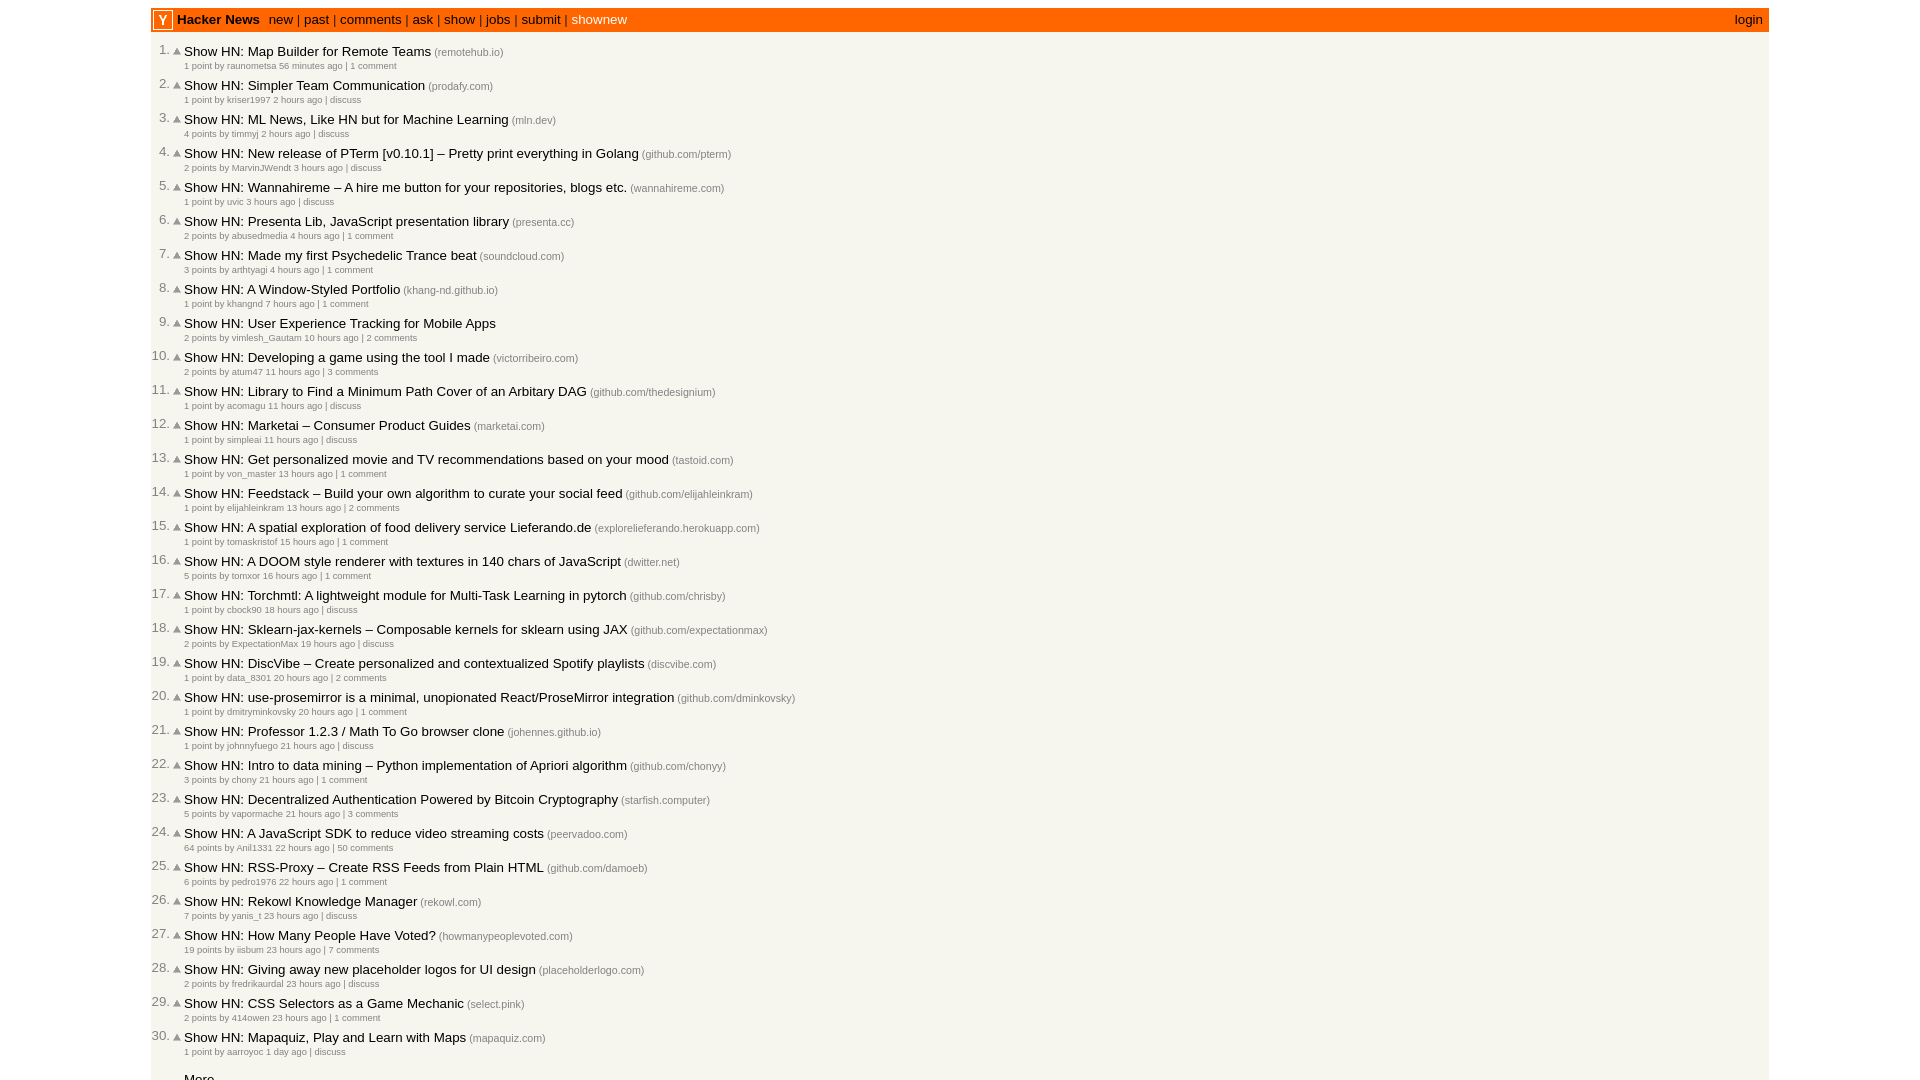 Y Hacker News new | past | comments | ask | show | jobs | submit | shownew login
1. Show HN: Map Builder for Remote Teams (remotehub.io)
1 point by raunometsa 56 minutes ago | 1 comment
2. Show HN: Simpler Team Communication (prodafy.com)
1 point by kriser1997 2 hours ago | discuss
3. Show HN: ML News, Like HN but for Machine Learning (mln.dev)
4 points by timmyj 2 hours ago | discuss
4. Show HN: New release of PTerm [v0.10.1] – Pretty print everything in Golang (github.com/pterm)
2 points by MarvinJWendt 3 hours ago | discuss
5. Show HN: Wannahireme – A hire me button for your repositories, blogs etc. (wannahireme.com)
1 point by uvic 3 hours ago | discuss
6. Show HN: Presenta Lib, JavaScript presentation library (presenta.cc)
2 points by abusedmedia 4 hours ago | 1 comment
7. Show HN: Made my first Psychedelic Trance beat (soundcloud.com)
3 points by arthtyagi 4 hours ago | 1 comment
8. Show HN: A Window-Styled Portfolio (khang-nd.github.io)
1 point by khangnd 7 hours ago | 1 comment
9. Show HN: User Experience Tracking for Mobile Apps
2 points by vimlesh_Gautam 10 hours ago | 2 comments
10. Show HN: Developing a game using the tool I made (victorribeiro.com)
2 points by atum47 11 hours ago | 3 comments
11. Show HN: Library to Find a Minimum Path Cover of an Arbitary DAG (github.com/thedesignium)
1 point by acomagu 11 hours ago | discuss
12. Show HN: Marketai – Consumer Product Guides (marketai.com)
1 point by simpleai 11 hours ago | discuss
13. Show HN: Get personalized movie and TV recommendations based on your mood (tastoid.com)
1 point by von_master 13 hours ago | 1 comment
14. Show HN: Feedstack – Build your own algorithm to curate your social feed (github.com/elijahleinkram)
1 point by elijahleinkram 13 hours ago | 2 comments
15. Show HN: A spatial exploration of food delivery service Lieferando.de (explorelieferando.herokuapp.com)
1 point by tomaskristof 15 hours ago | 1 comment
16. Show HN: A DOOM style renderer with textures in 140 chars of JavaScript (dwitter.net)
5 points by tomxor 16 hours ago | 1 comment
17. Show HN: Torchmtl: A lightweight module for Multi-Task Learning in pytorch (github.com/chrisby)
1 point by cbock90 18 hours ago | discuss
18. Show HN: Sklearn-jax-kernels – Composable kernels for sklearn using JAX (github.com/expectationmax)
2 points by ExpectationMax 19 hours ago | discuss
19. Show HN: DiscVibe – Create personalized and contextualized Spotify playlists (discvibe.com)
1 point by data_8301 20 hours ago | 2 comments
20. Show HN: use-prosemirror is a minimal, unopionated React/ProseMirror integration (github.com/dminkovsky)
1 point by dmitryminkovsky 20 hours ago | 1 comment
21. Show HN: Professor 1.2.3 / Math To Go browser clone (johennes.github.io)
1 point by johnnyfuego 21 hours ago | discuss
22. Show HN: Intro to data mining – Python implementation of Apriori algorithm (github.com/chonyy)
3 points by chony 21 hours ago | 1 comment
23. Show HN: Decentralized Authentication Powered by Bitcoin Cryptography (starfish.computer)
5 points by vapormache 21 hours ago | 3 comments
24. Show HN: A JavaScript SDK to reduce video streaming costs (peervadoo.com)
64 points by Anil1331 22 hours ago | 50 comments
25. Show HN: RSS-Proxy – Create RSS Feeds from Plain HTML (github.com/damoeb)
6 points by pedro1976 22 hours ago | 1 comment
26. Show HN: Rekowl Knowledge Manager (rekowl.com)
7 points by yanis_t 23 hours ago | discuss
27. Show HN: How Many People Have Voted? (howmanypeoplevoted.com)
19 points by iisbum 23 hours ago | 7 comments
28. Show HN: Giving away new placeholder logos for UI design (placeholderlogo.com)
2 points by fredrikaurdal 23 hours ago | discuss
29. Show HN: CSS Selectors as a Game Mechanic (select.pink)
2 points by 414owen 23 hours ago | 1 comment
30. Show HN: Mapaquiz, Play and Learn with Maps (mapaquiz.com)
1 point by aarroyoc 1 day ago | discuss
More